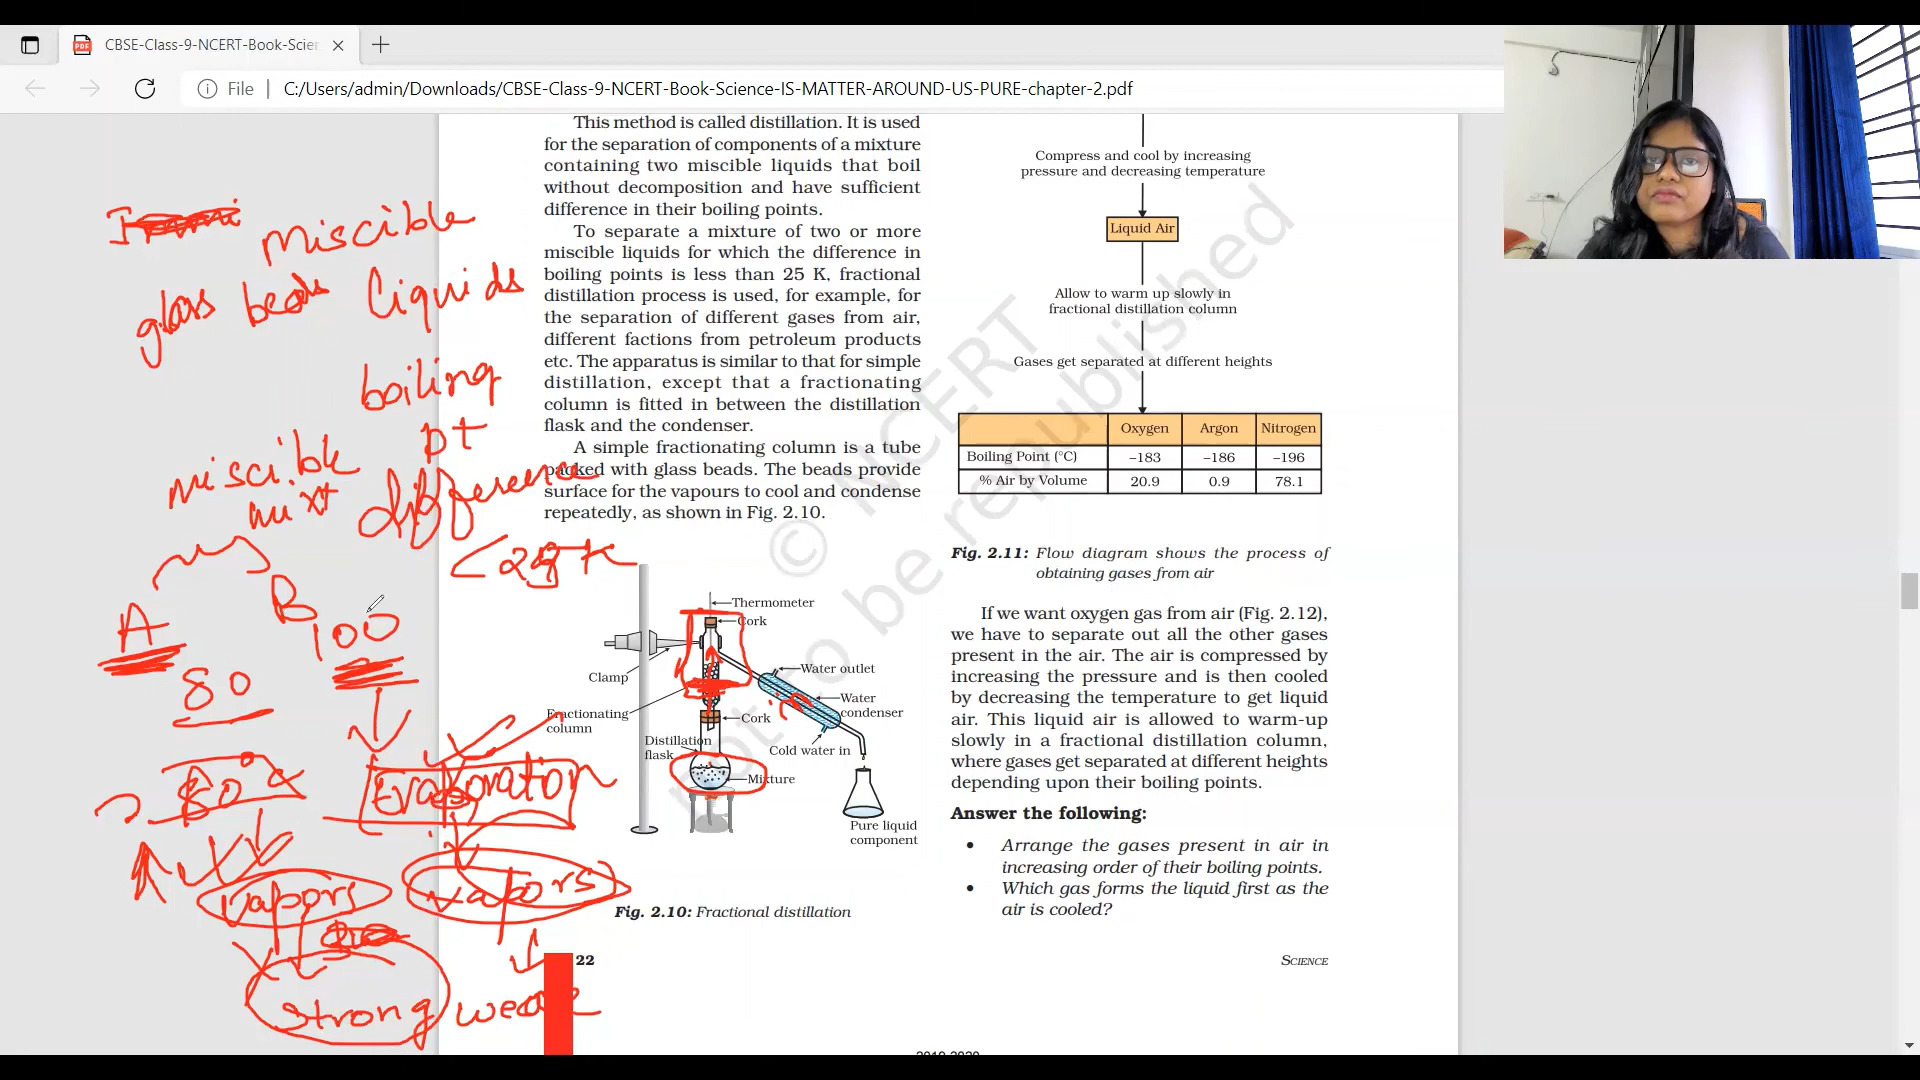 CBSE-Class-9-NCERT-Book-Scien
File
C:/Users/admin/Downloads/CBSE-Class-9-NCERT-Book-Science-IS-MATTER-AROUND-US-PURE-chapter-2.pdf
This method is called distillation. It is used
for the separation of components of a mixture
containing two miscible liquids that boil
without decomposition and have sufficient
difference in their boiling points.
To separate a mixture of two or more
miscible liquids for which the difference in
boiling points is less than 25 K, fractional
distillation process is used, for example, for
the separation of different gases from air,
different factions from petroleum products
etc. The apparatus is similar to that for simple
distillation, except that a fractionating
column is fitted in between the distillation
flask and the condenser.
A simple fractionating column is a tube
packed with glass beads. The beads provide
surface for the vapours to cool and condense
repeatedly, as shown in Fig. 2.10.
Thermometer
Cork
Clamp
Water outlet
Fractionating
column
Water
condenser
Cork
Distillation
flask
Cold water in
Mixture
Pure liquid
component
Fig. 2.10: Fractional distillation
22
Compress and cool by increasing
pressure and decreasing temperature
Liquid Air
Allow to warm up slowly in
fractional distillation column
Gases get separated at different heights
Oxygen Argon Nitrogen
Boiling Point (°C) –183 –186 –196
% Air by Volume 20.9 0.9 78.1
Fig. 2.11: Flow diagram shows the process of
obtaining gases from air
If we want oxygen gas from air (Fig. 2.12),
we have to separate out all the other gases
present in the air. The air is compressed by
increasing the pressure and is then cooled
by decreasing the temperature to get liquid
air. This liquid air is allowed to warm-up
slowly in a fractional distillation column,
where gases get separated at different heights
depending upon their boiling points.
Answer the following:
• Arrange the gases present in air in
increasing order of their boiling points.
• Which gas forms the liquid first as the
air is cooled?
SCIENCE
© NCERT
not to be republished
miscible
glass beads liquids
boiling
pt
miscible
mixt
difference
A
B
100
80
80°
Evaporation
vapors
vapors
strong
weak